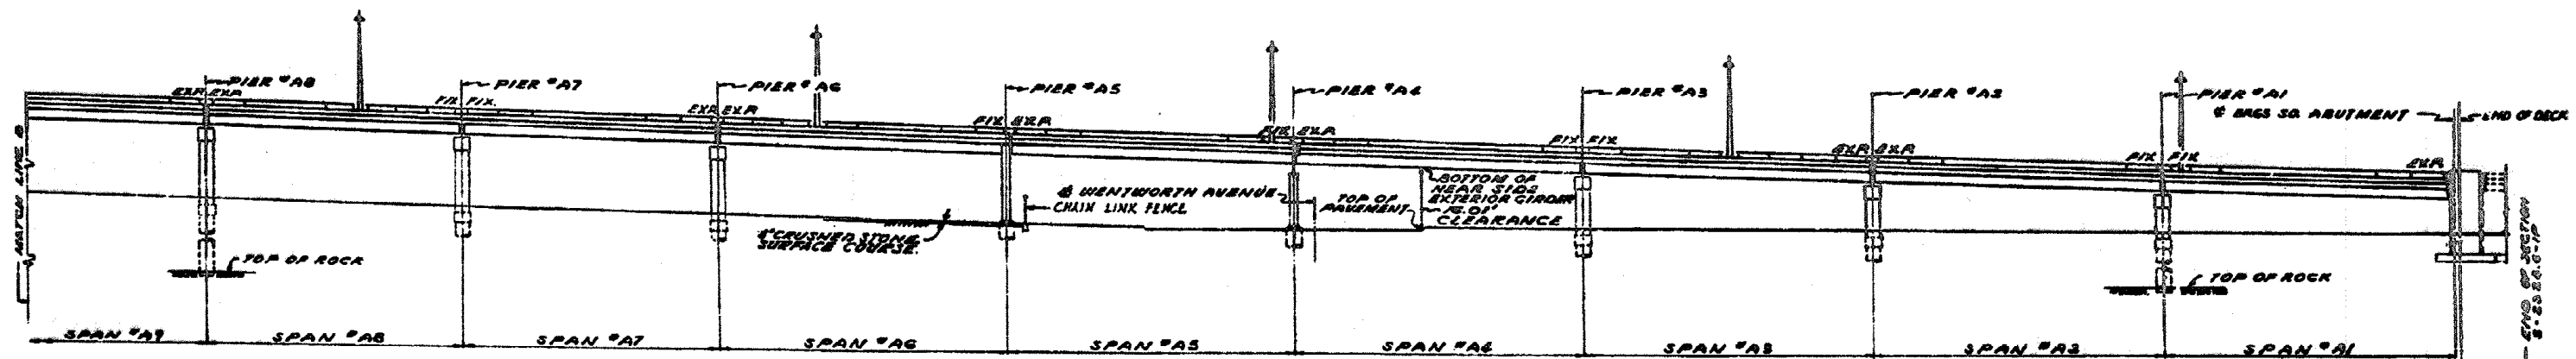 PIER #A8
PIER #A7
PIER #A6
PIER #A5
PIER #A4
PIER #A3
PIER #A2
PIER #A1
℄ BRGS SO. ABUTMENT
END OF DECK
EXP. EXP.
FIX. FIX.
EXP. EXP.
FIX. EXP.
FIX. EXP.
FIX. FIX.
EXP. EXP.
FIX. FIX.
EXP.
MATCH LINE B
℄ WENTWORTH AVENUE
CHAIN LINK FENCE
TOP OF
PAVEMENT
BOTTOM OF
NEAR SIDE
EXTERIOR GIRDER
CLEARANCE
CRUSHED STONE
SURFACE COURSE.
TOP OF ROCK
TOP OF ROCK
END OF SECTION
SPAN #A9
SPAN #A8
SPAN #A7
SPAN #A6
SPAN #A5
SPAN #A4
SPAN #A3
SPAN #A2
SPAN #A1